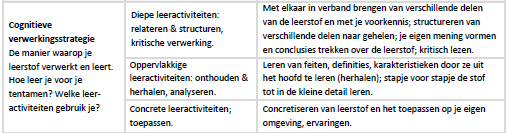 Cognitieve
verwerkingsstrategie
De manier waarop je
leerstof verwerkt en leert.
Hoe leer je voor je
tentamen? Welke leer-
activiteiten gebruik je?
Diepe leeractiviteiten:
relateren & structuren,
kritische verwerking.
Met elkaar in verband brengen van verschillende delen
van de leerstof en met je voorkennis; structureren van
verschillende delen naar gehelen; je eigen mening vormen
en conclusies trekken over de leerstof; kritisch lezen.
Oppervlakkige
leeractiviteiten: onthouden &
herhalen, analyseren.
Leren van feiten, definities, karakteristieken door ze uit
het hoofd te leren (herhalen); stapje voor stapje de stof
tot in de kleine detail leren.
Concrete leeractiviteiten;
toepassen.
Concretiseren van leerstof en het toepassen op je eigen
omgeving, ervaringen.